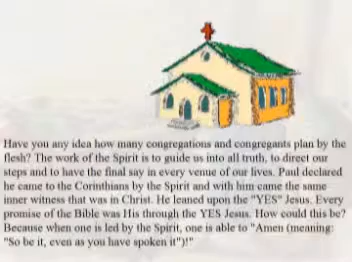 Have you any idea how many congregations and congregants plan by the
flesh? The work of the Spirit is to guide us into all truth, to direct our
steps and to have the final say in every venue of our lives. Paul declared
he came to the Corinthians by the Spirit and with him came the same
inner witness that was in Christ. He leaned upon the "YES" Jesus. Every
promise of the Bible was His through the YES Jesus. How could this be?
Because when one is led by the Spirit, one is able to "Amen (meaning:
"So be it, even as you have spoken it")!"